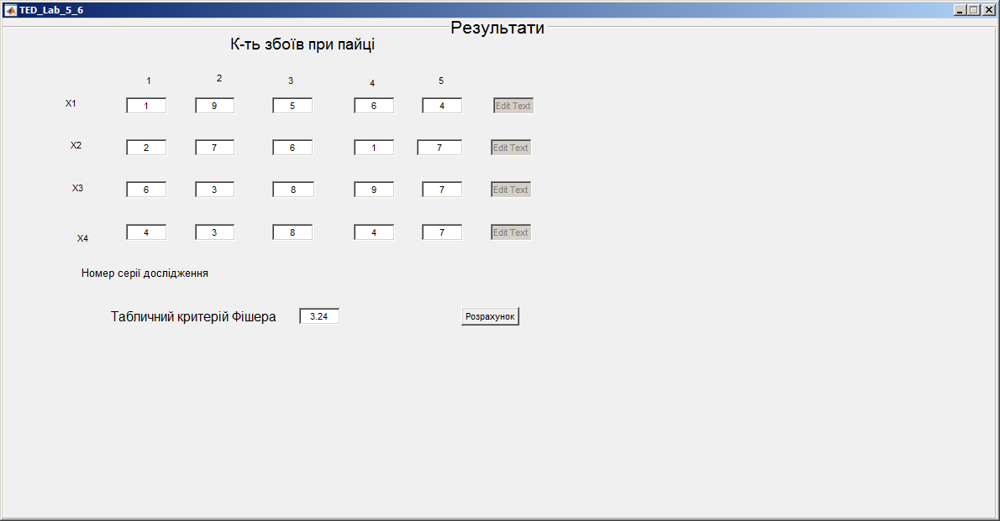 TED_Lab_5_6
Результати
К-ть збоїв при пайці
1 2 3 4 5
X1 1 9 5 6 4 Edit Text
X2 2 7 6 1 7 Edit Text
X3 6 3 8 9 7 Edit Text
X4 4 3 8 4 7 Edit Text
Номер серії дослідження
Табличний критерій Фішера 3.24 Розрахунок